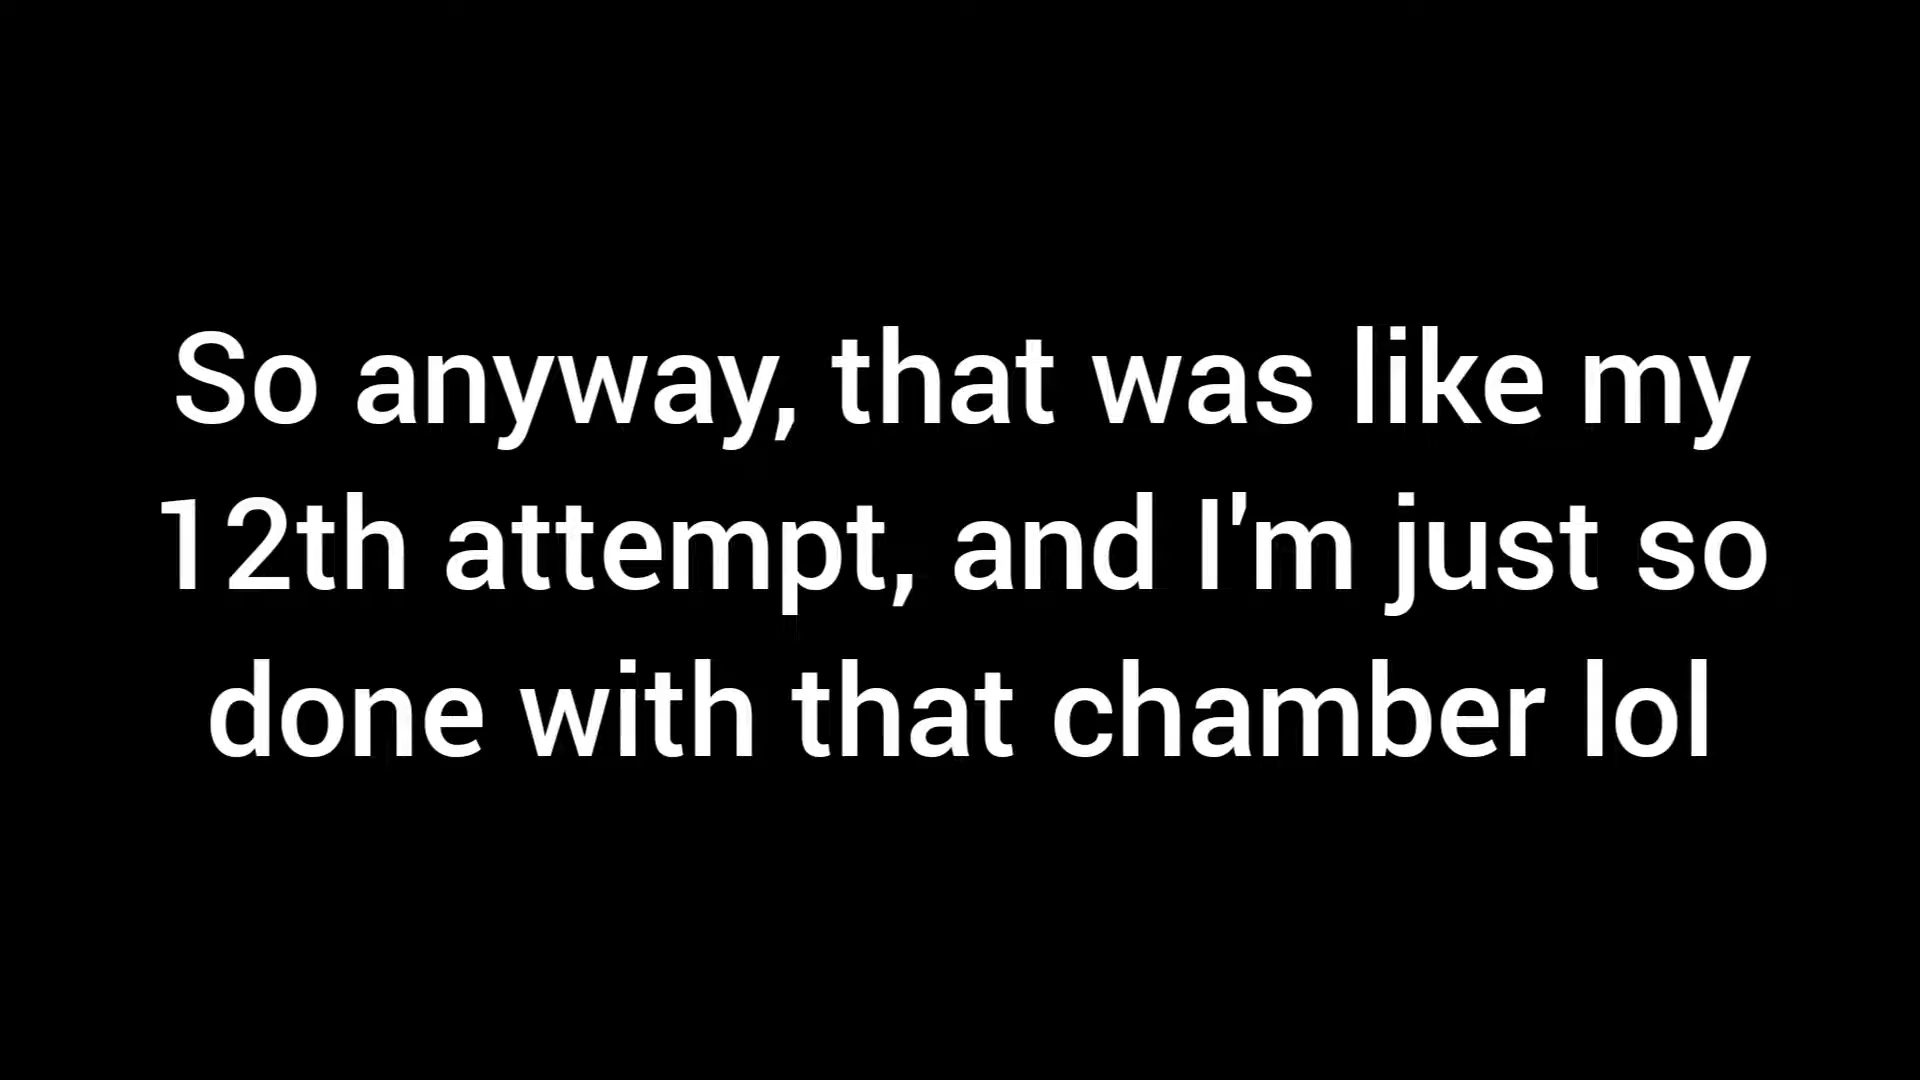 So anyway, that was like my
12th attempt, and I'm just so
done with that chamber lol